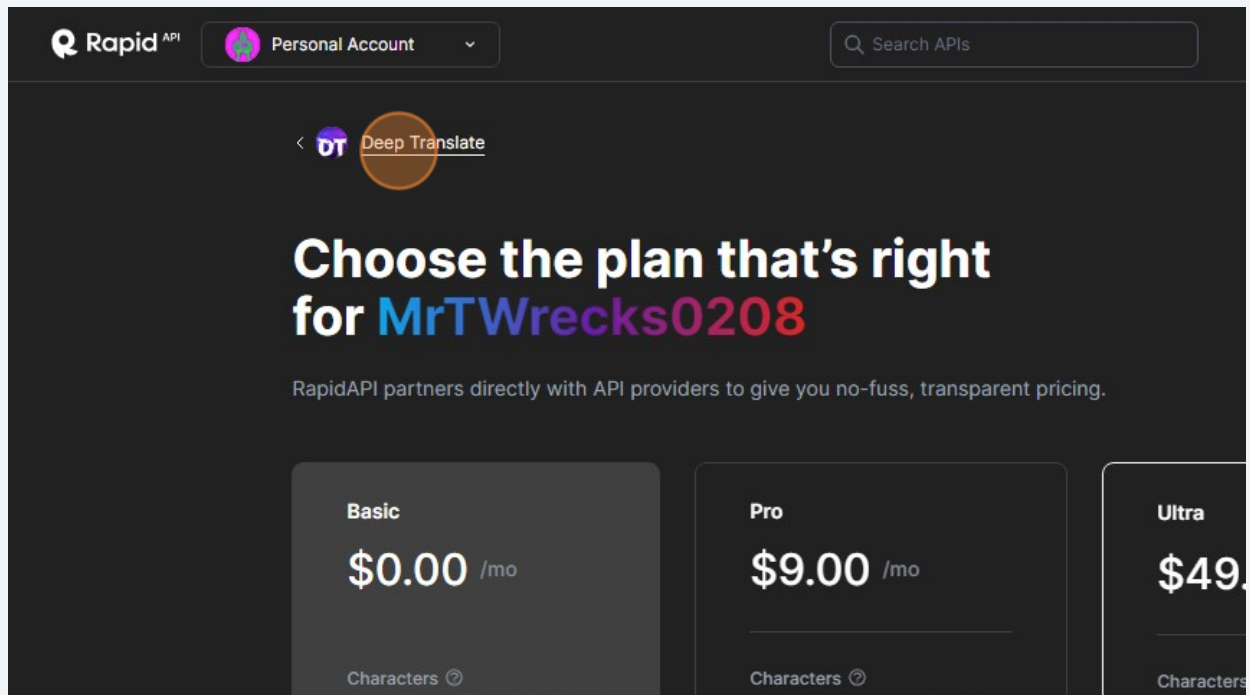 Rapid API
Personal Account
Search APIs
DT Deep Translate
Choose the plan that's right
for MrTWrecks0208
RapidAPI partners directly with API providers to give you no-fuss, transparent pricing.
Basic
$0.00 /mo
Characters
Pro
$9.00 /mo
Characters
Ultra
$49.
Characters